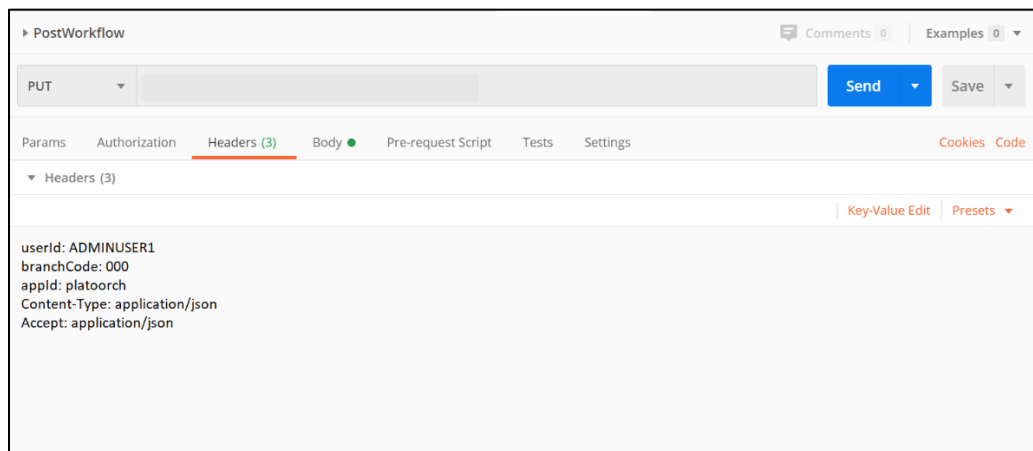 PostWorkflow
Comments 0 Examples 0
PUT Send Save
Params Authorization Headers (3) Body Pre-request Script Tests Settings Cookies Code
Headers (3)
Key-Value Edit Presets
userId: ADMINUSER1
branchCode: 000
appId: platoorch
Content-Type: application/json
Accept: application/json